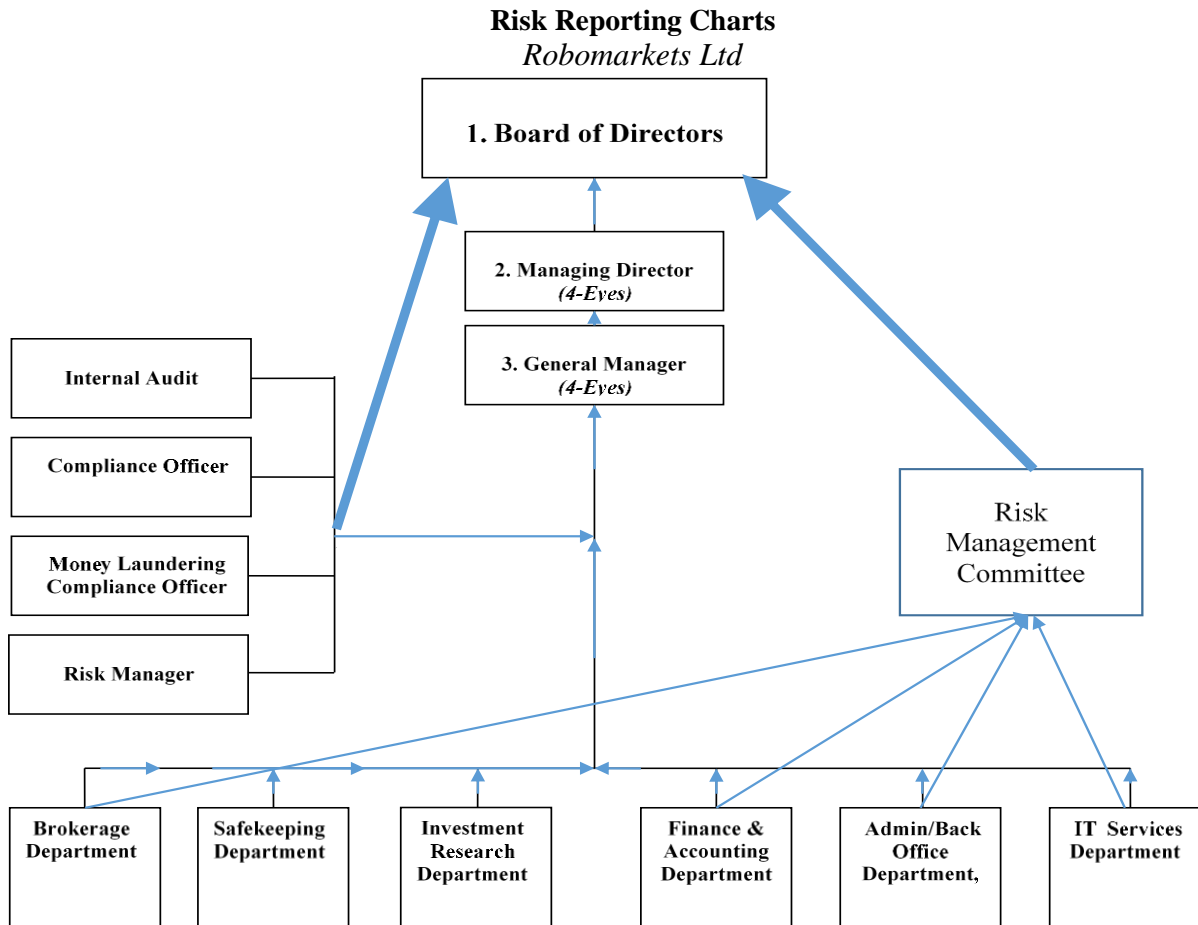 Risk Reporting Charts
Robomarkets Ltd
1. Board of Directors
2. Managing Director
(4-Eyes)
3. General Manager
(4-Eyes)
Internal Audit
Compliance Officer
Money Laundering
Compliance Officer
Risk Manager
Risk
Management
Committee
Brokerage
Department
Safekeeping
Department
Investment
Research
Department
Finance &
Accounting
Department
Admin/Back
Office
Department,
IT Services
Department